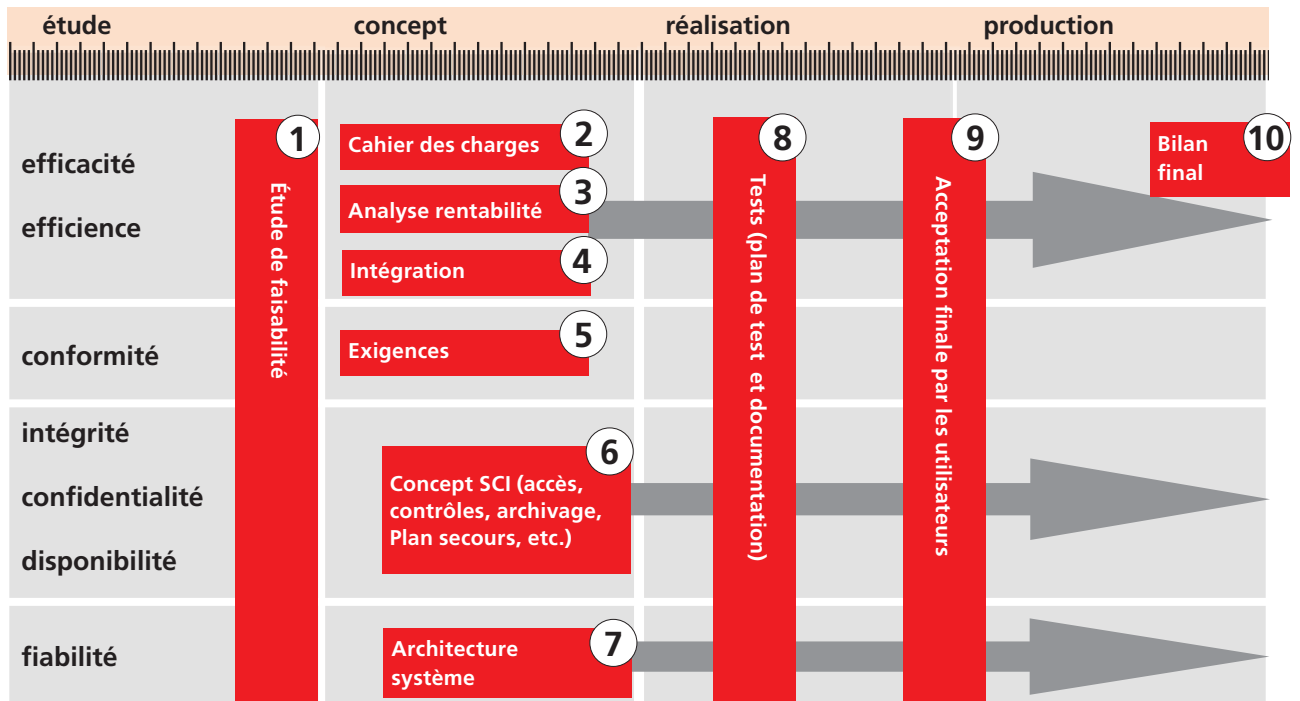 étude concept réalisation production
efficacité
efficience
conformité
intégrité
confidentialité
disponibilité
fiabilité
1
Étude de faisabilité
2
Cahier des charges
3
Analyse rentabilité
4
Intégration
5
Exigences
6
Concept SCI (accès,
contrôles, archivage,
Plan secours, etc.)
7
Architecture
système
8
Tests (plan de test et documentation)
9
Acceptation finale par les utilisateurs
10
Bilan
final